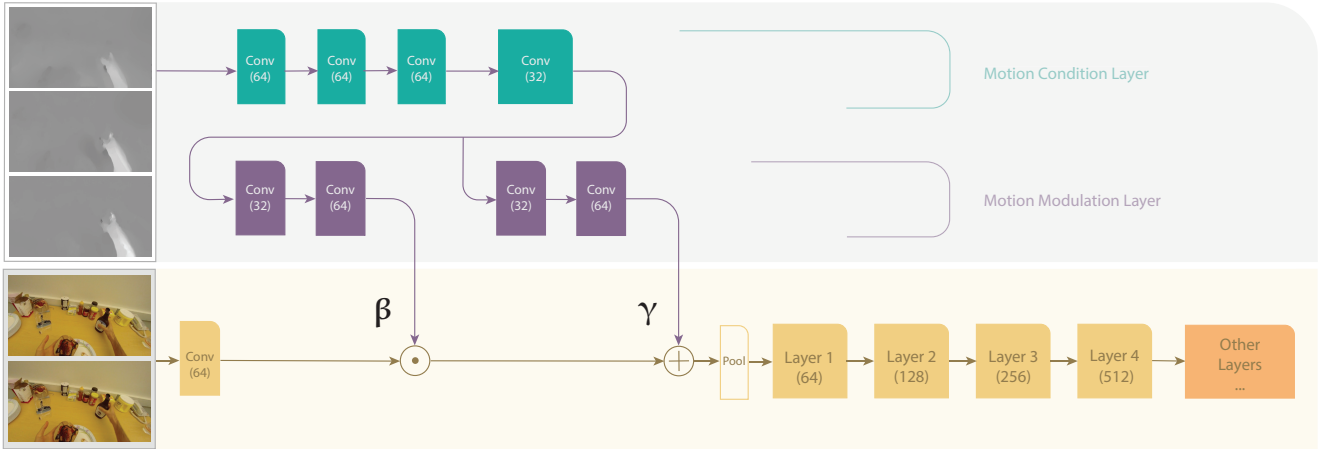 Conv
(64)
Conv
(64)
Conv
(64)
Conv
(32)
Motion Condition Layer
Conv
(32)
Conv
(64)
Conv
(32)
Conv
(64)
Motion Modulation Layer
β
γ
Conv
(64)
Pool
Layer 1
(64)
Layer 2
(128)
Layer 3
(256)
Layer 4
(512)
Other
Layers
...